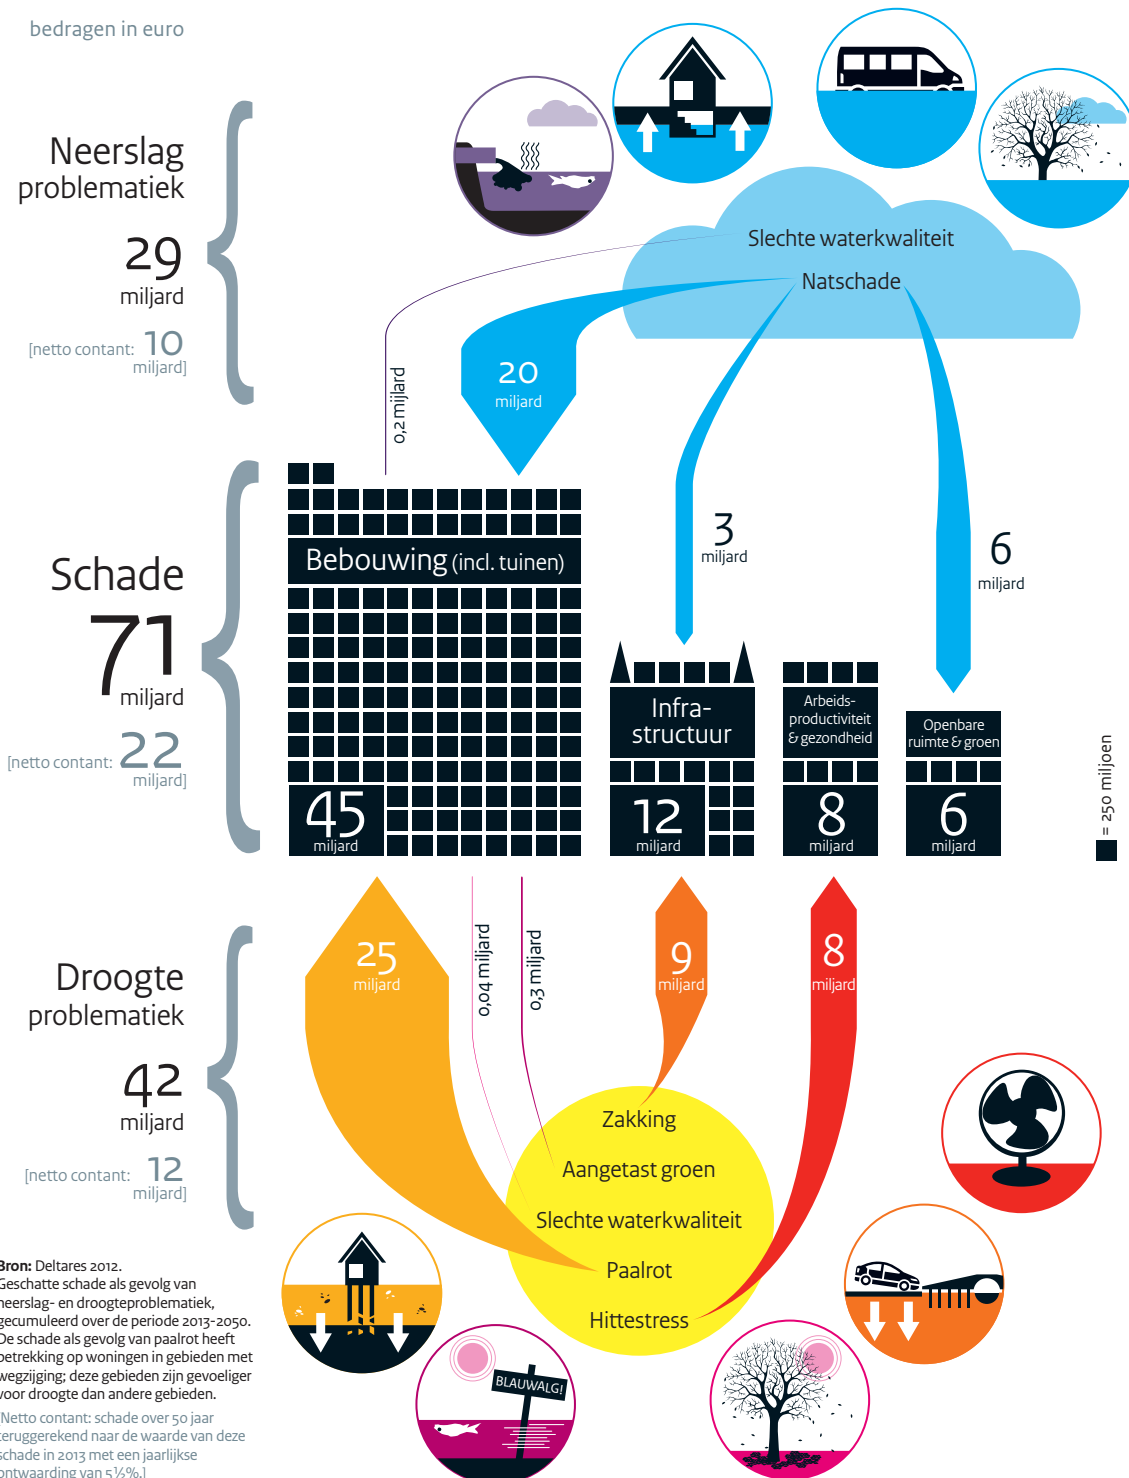 bedragen in euro
Neerslag
problematiek
29
miljard
[netto contant: 10
miljard]
Slechte waterkwaliteit
Natschade
0,2 mijlard
20
miljard
3
miljard
6
miljard
Schade
71
miljard
[netto contant: 22
miljard]
Bebouwing (incl. tuinen)
45
miljard
Infra-
structuur
12
miljard
Arbeids-
productiviteit
& gezondheid
8
miljard
Openbare
ruimte & groen
6
miljard
= 250 miljoen
Droogte
problematiek
42
miljard
[netto contant: 12
miljard]
25
miljard
0,04 miljard
0,3 miljard
9
miljard
8
miljard
Zakking
Aangetast groen
Slechte waterkwaliteit
Paalrot
Hittestress
BLAUWALG!
Bron: Deltares 2012.
Geschatte schade als gevolg van
neerslag- en droogteproblematiek,
gecumuleerd over de periode 2013-2050.
De schade als gevolg van paalrot heeft
betrekking op woningen in gebieden met
wegzijging; deze gebieden zijn gevoeliger
voor droogte dan andere gebieden.
[Netto contant: schade over 50 jaar
teruggerekend naar de waarde van deze
schade in 2013 met een jaarlijkse
ontwaarding van 5½%.]